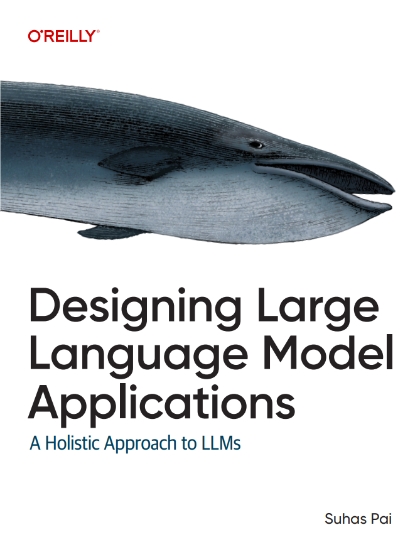 O'REILLY®
Designing Large
Language Model
Applications
A Holistic Approach to LLMs
Suhas Pai